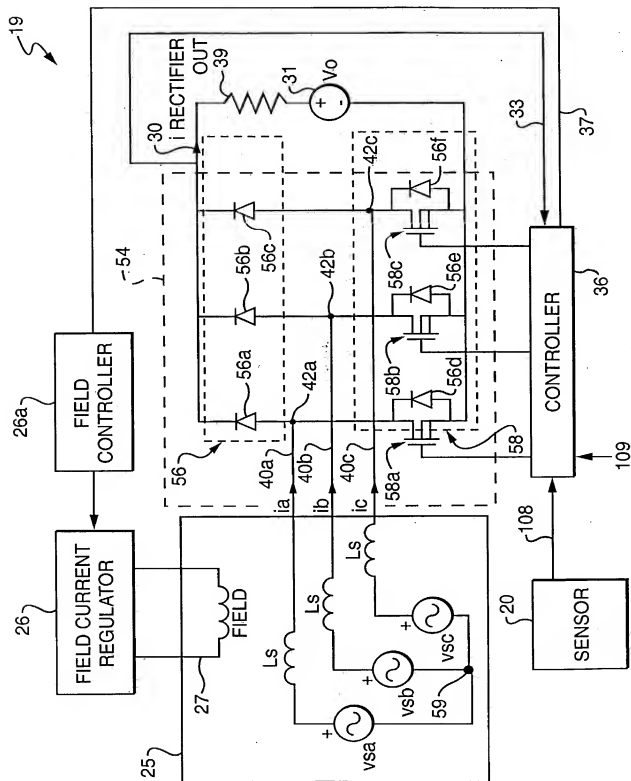 19
i RECTIFIER
OUT
30
39
31
Vo
+
-
33
37
54
56
56a
56b
56c
42a
42b
42c
40a
40b
40c
58a
58b
58c
56d
56e
56f
58
ia
ib
ic
Ls
Ls
Ls
+
+
+
vsa
vsb
vsc
59
25
26
FIELD CURRENT
REGULATOR
26a
FIELD
CONTROLLER
27
FIELD
CONTROLLER
36
109
108
20
SENSOR